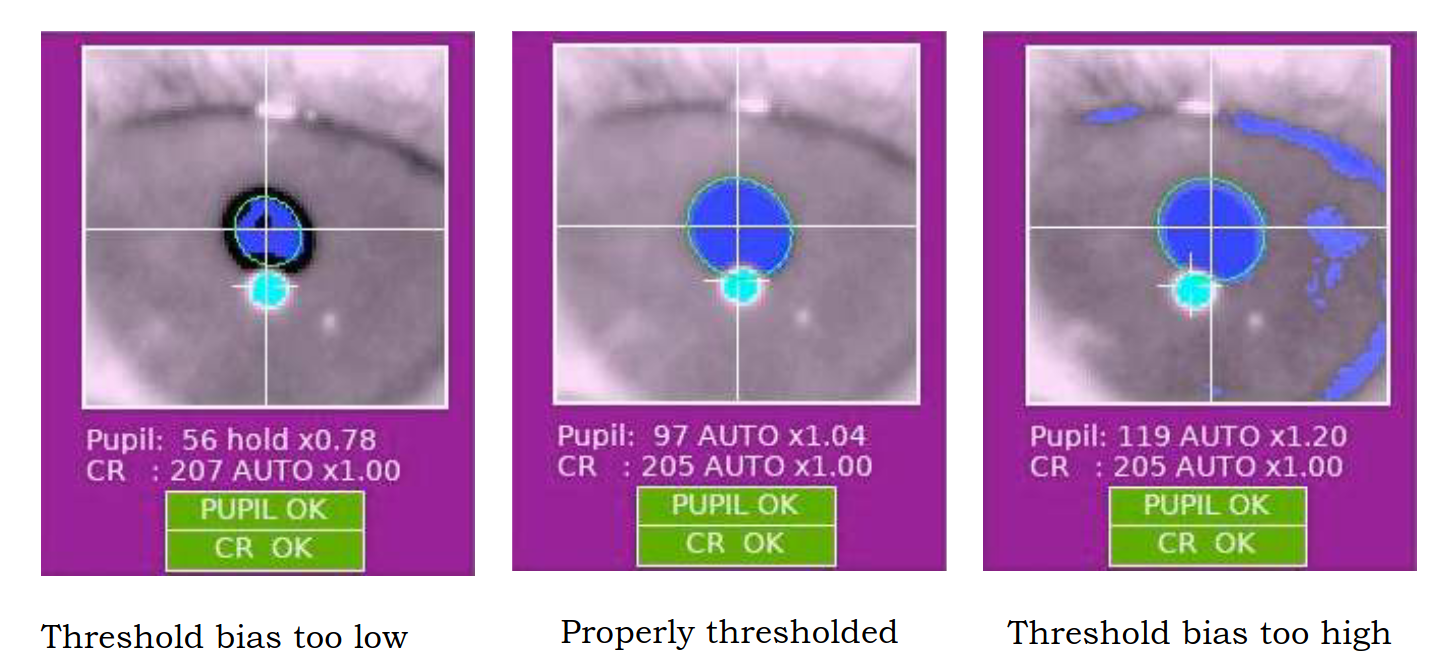 Pupil: 56 hold x0.78
CR : 207 AUTO x1.00
PUPIL OK
CR OK
Threshold bias too low
Pupil: 97 AUTO x1.04
CR : 205 AUTO x1.00
PUPIL OK
CR OK
Properly thresholded
Pupil: 119 AUTO x1.20
CR : 205 AUTO x1.00
PUPIL OK
CR OK
Threshold bias too high